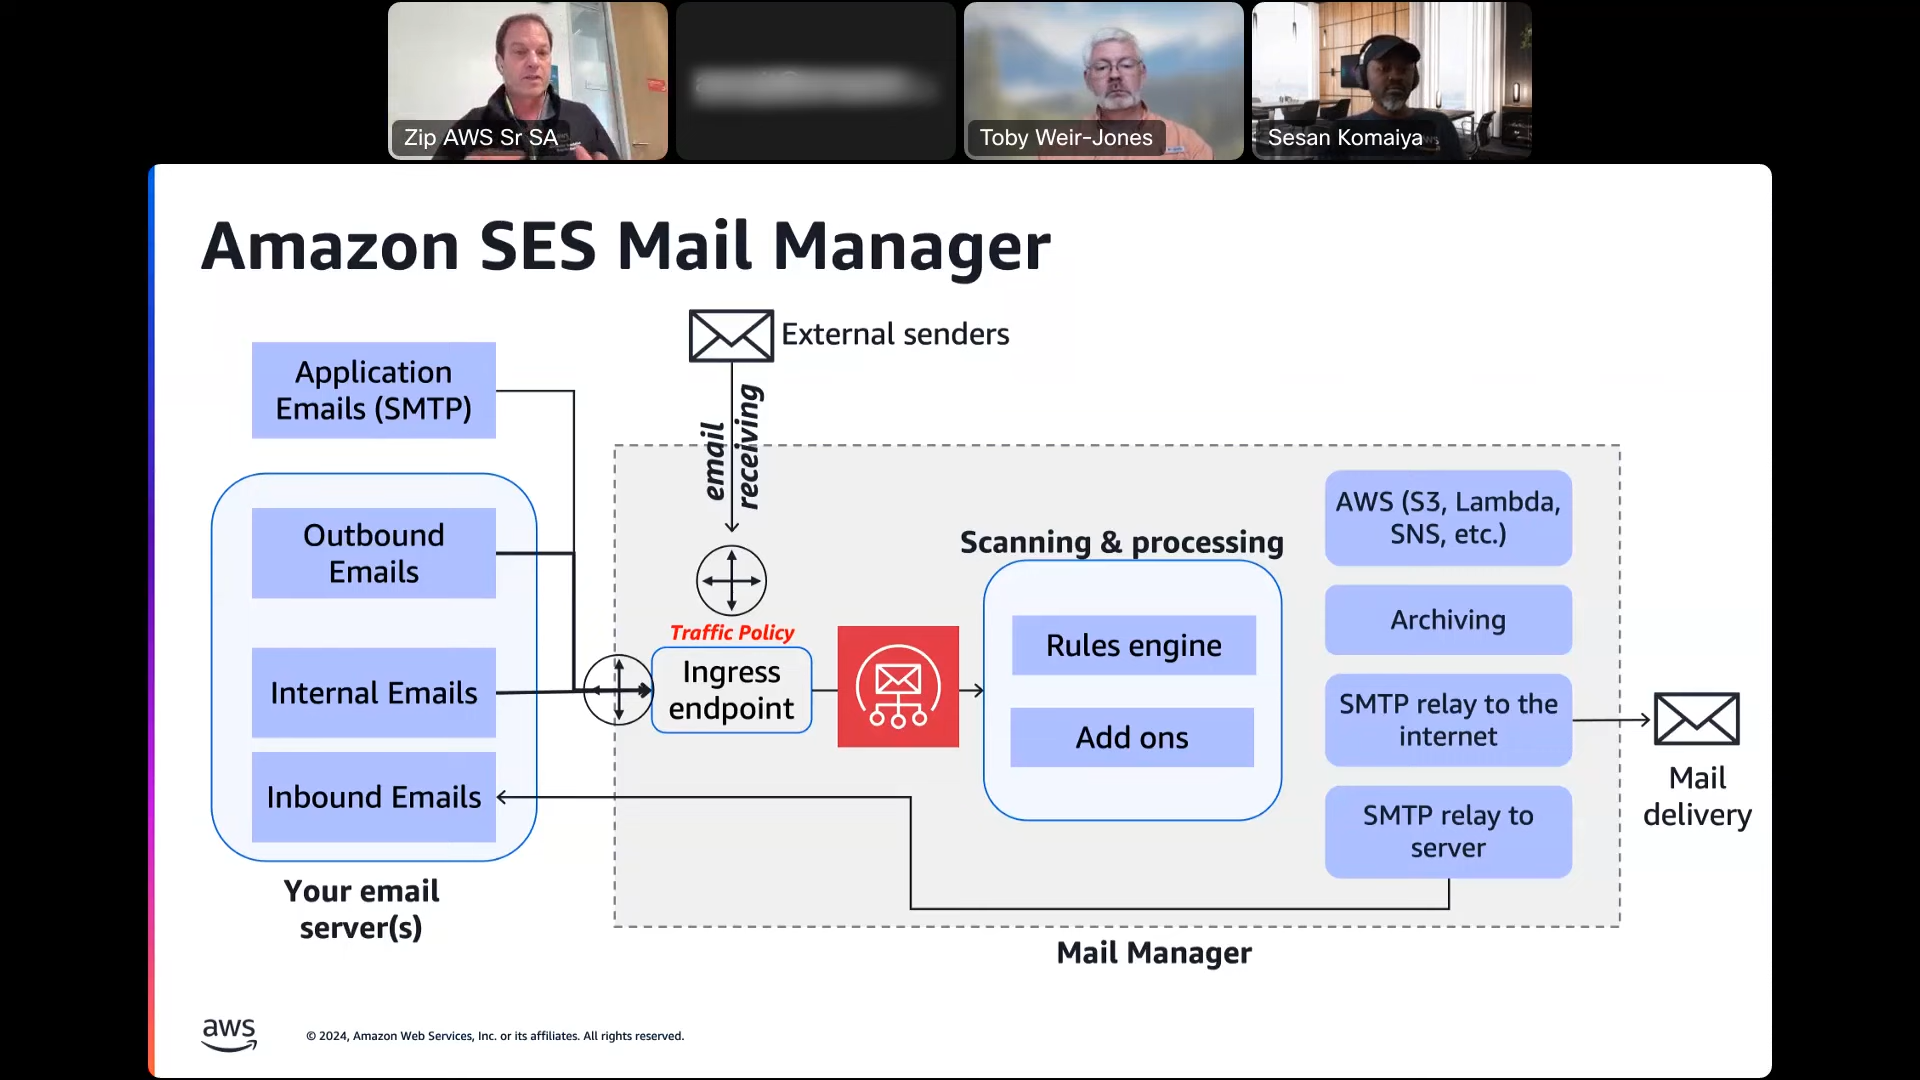 Zip AWS Sr SA
Toby Weir-Jones
Sesan Komaiya
Amazon SES Mail Manager
External senders
Application
Emails (SMTP)
email
receiving
Outbound
Emails
Internal Emails
Inbound Emails
Your email
server(s)
Traffic Policy
Ingress
endpoint
Scanning & processing
Rules engine
Add ons
AWS (S3, Lambda,
SNS, etc.)
Archiving
SMTP relay to the
internet
SMTP relay to
server
Mail
delivery
Mail Manager
aws
© 2024, Amazon Web Services, Inc. or its affiliates. All rights reserved.